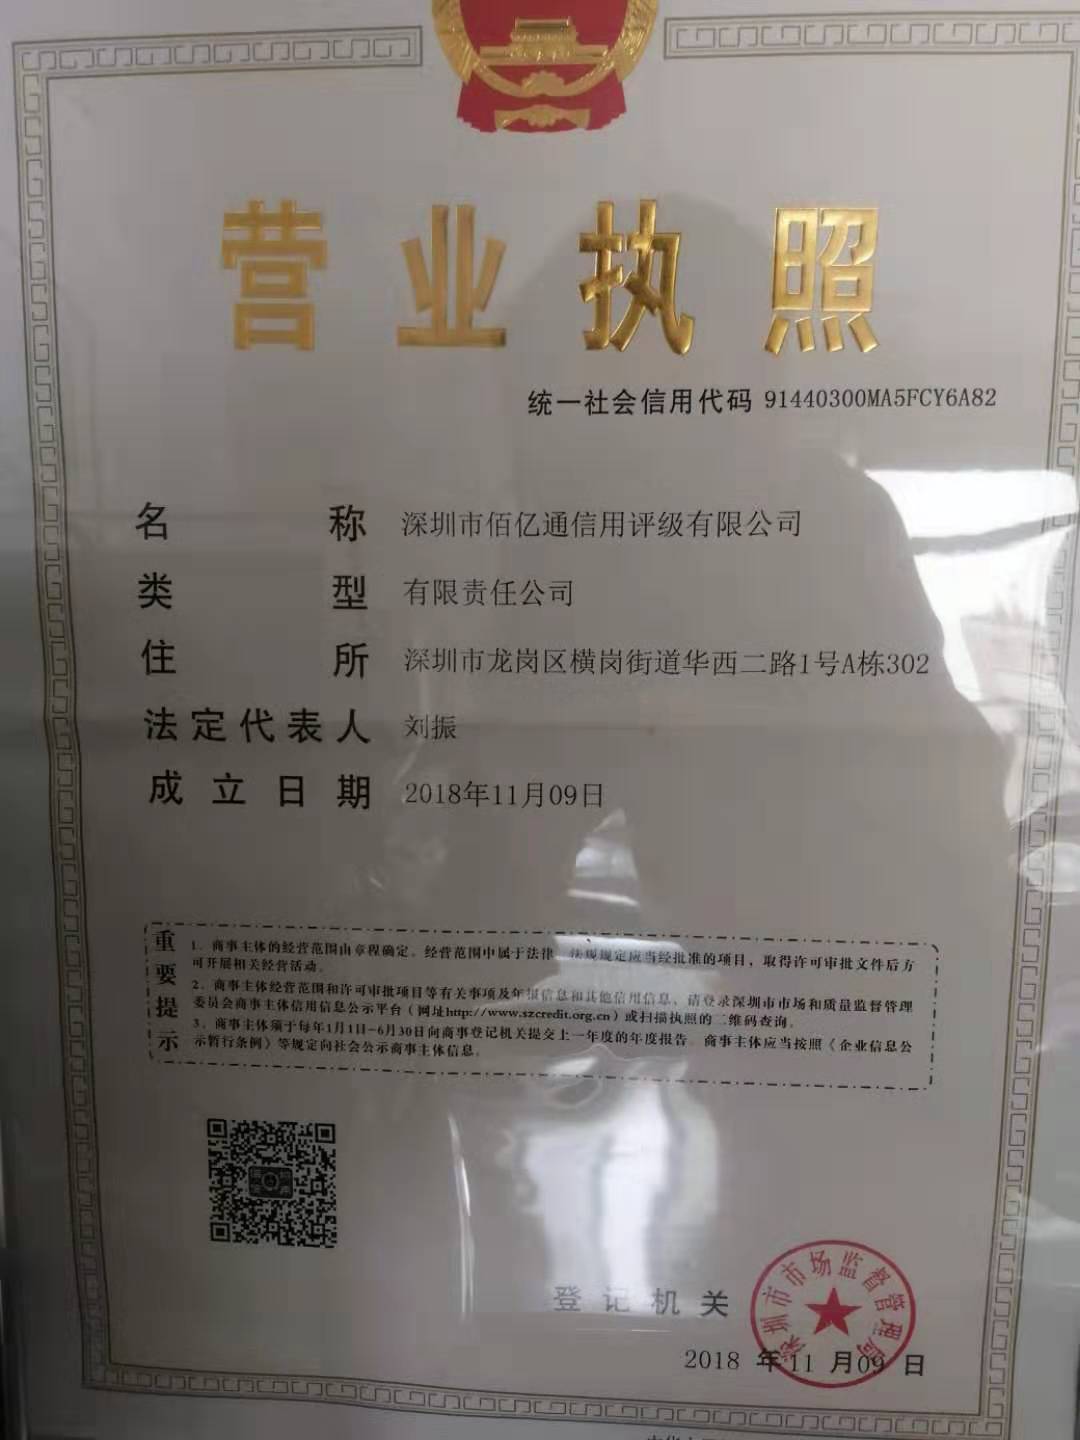 营业执照
统一社会信用代码 91440300MA5FCY6A82
名称 深圳市佰亿通信用评级有限公司
类型 有限责任公司
住所 深圳市龙岗区横岗街道华西二路1号A栋302
法定代表人 刘振
成立日期 2018年11月09日
重要提示
1．商事主体的经营范围由章程确定。经营范围中属于法律、法规规定应当经批准的项目，取得许可审批文件后方
可开展相关经营活动。
2．商事主体经营范围和许可审批项目等有关事项及年报信息和其他信用信息，请登录深圳市市场和质量监督管理
委员会商事主体信用信息公示平台（网址http://www.szcredit.org.cn）或扫描执照的二维码查询。
3．商事主体须于每年1月1日-6月30日向商事登记机关提交上一年度的年度报告。商事主体应当按照《企业信息公
示暂行条例》等规定向社会公示商事主体信息。
登记机关
深圳市市场监督管理局
2018 年 11 月 09 日